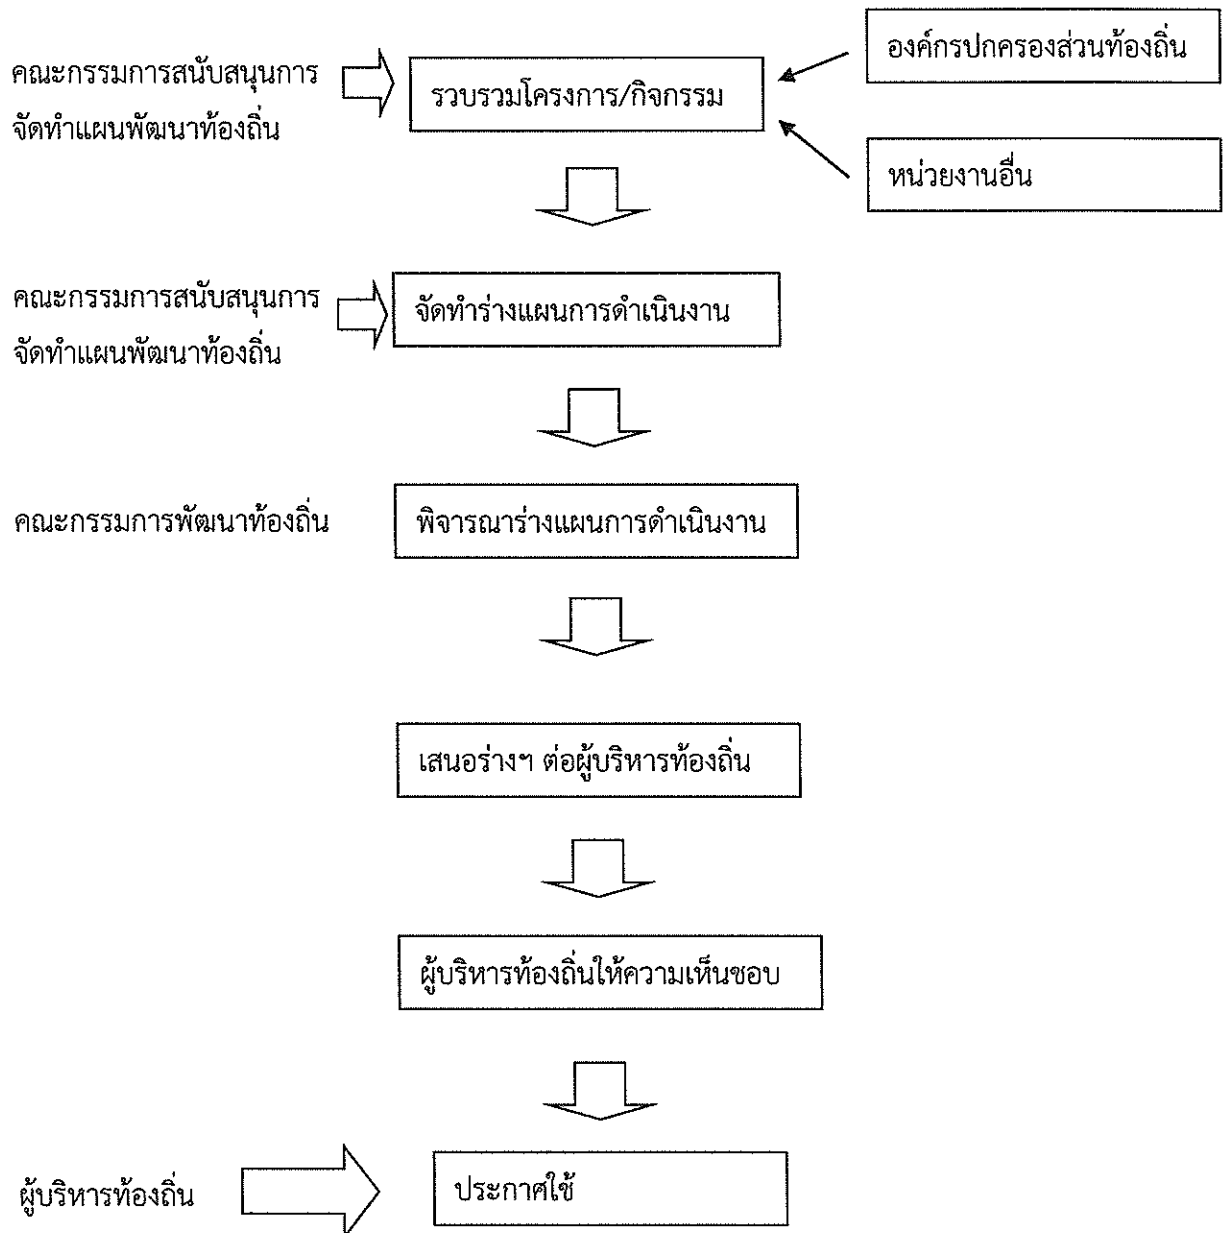 คณะกรรมการสนับสนุนการ
จัดทำแผนพัฒนาท้องถิ่น
รวบรวมโครงการ/กิจกรรม
องค์กรปกครองส่วนท้องถิ่น
หน่วยงานอื่น
คณะกรรมการสนับสนุนการ
จัดทำแผนพัฒนาท้องถิ่น
จัดทำร่างแผนการดำเนินงาน
คณะกรรมการพัฒนาท้องถิ่น
พิจารณาร่างแผนการดำเนินงาน
เสนอร่างฯ ต่อผู้บริหารท้องถิ่น
ผู้บริหารท้องถิ่นให้ความเห็นชอบ
ผู้บริหารท้องถิ่น
ประกาศใช้